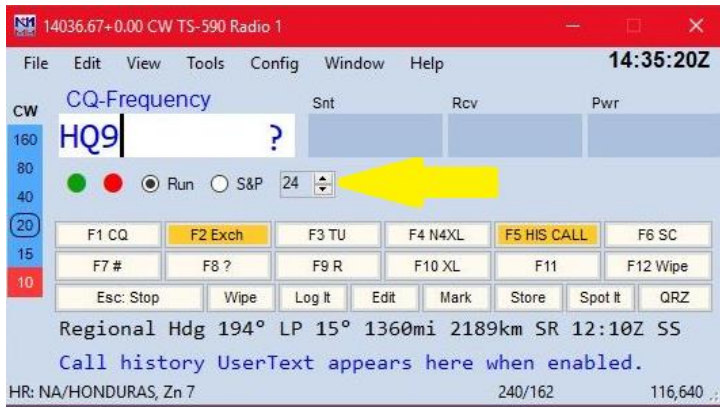 N1 MM 14036.67+0.00 CW TS-590 Radio 1
File Edit View Tools Config Window Help 14:35:20Z
CW CQ-Frequency Snt Rcv Pwr
160 HQ9 ?
80
40 Run S&P 24
20 F1 CQ F2 Exch F3 TU F4 N4XL F5 HIS CALL F6 SC
15 F7 # F8 ? F9 R F10 XL F11 F12 Wipe
10 Esc: Stop Wipe Log It Edit Mark Store Spot It QRZ
Regional Hdg 194° LP 15° 1360mi 2189km SR 12:10Z SS
Call history UserText appears here when enabled.
HR: NA/HONDURAS, Zn 7 240/162 116,640